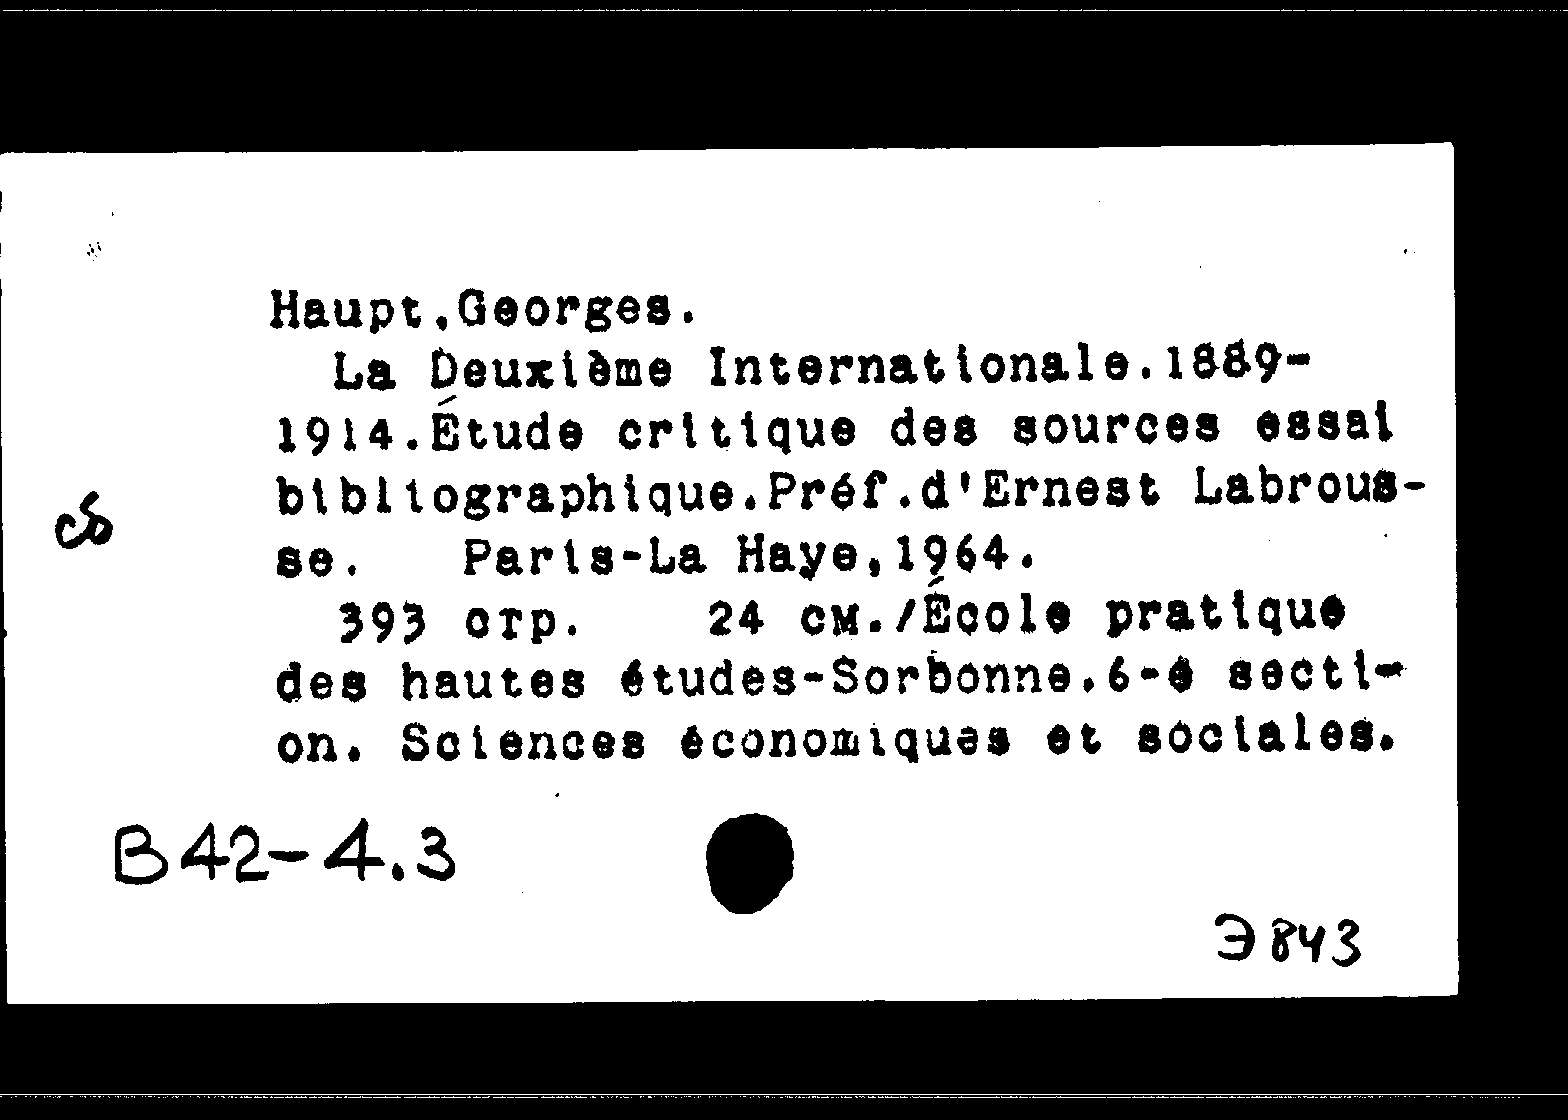 Haupt,Georges.
La Deuxième Internationale.1889-
1914.Étude critique des sources essai
bibliographique.Préf.d'Ernest Labrous-
se. Paris-La Haye,1964.
393 стр. 24 см./École pratique
des hautes études-Sorbonne.6-e secti-
on. Sciences économiques et sociales.
B42-4.3
Э843